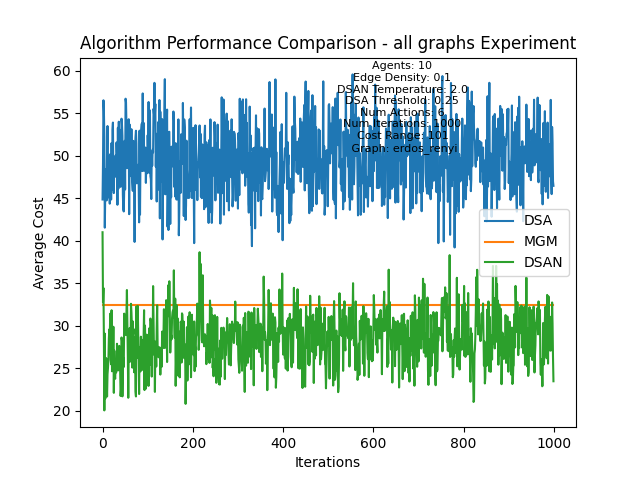 Algorithm Performance Comparison - all graphs Experiment
Agents: 10
Edge Density: 0.1
DSAN Temperature: 2.0
DSA Threshold: 0.25
Num Actions: 6
Num Iterations: 1000
Cost Range: 101
Graph: erdos_renyi
60
55
50
45
40
35
30
25
20
Average Cost
DSA
MGM
DSAN
0
200
400
600
800
1000
Iterations